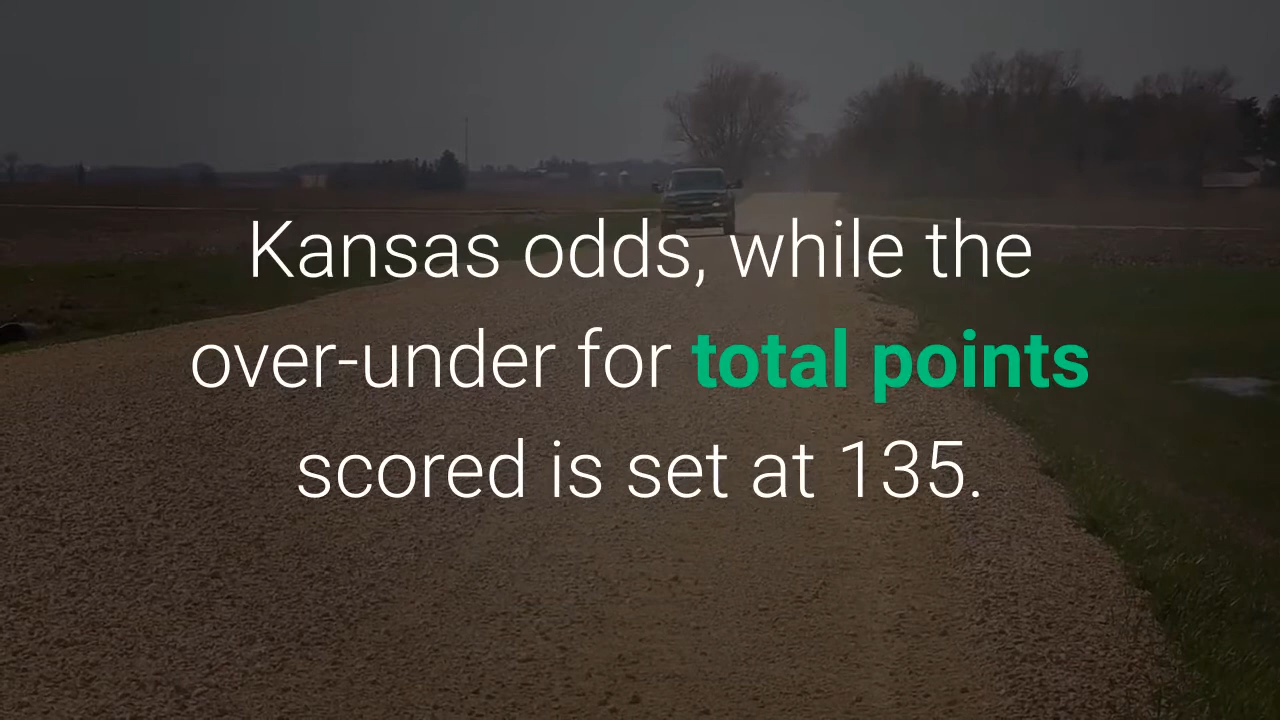 Kansas odds, while the
over-under for total points
scored is set at 135.